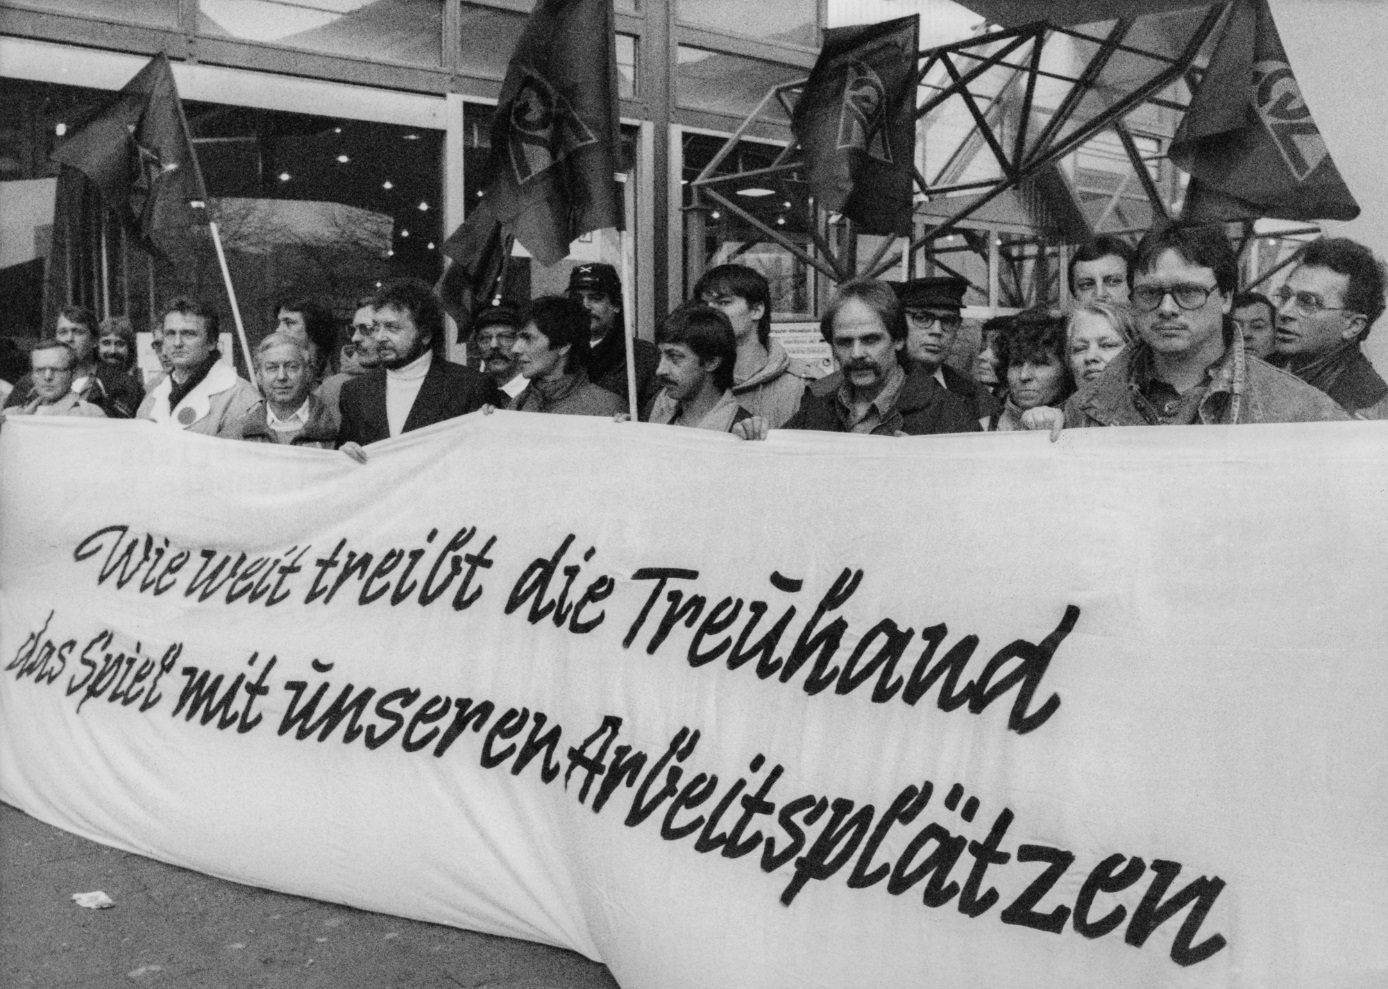 Wie weit treibt die Treuhand
das Spiel mit unseren Arbeitsplätzen